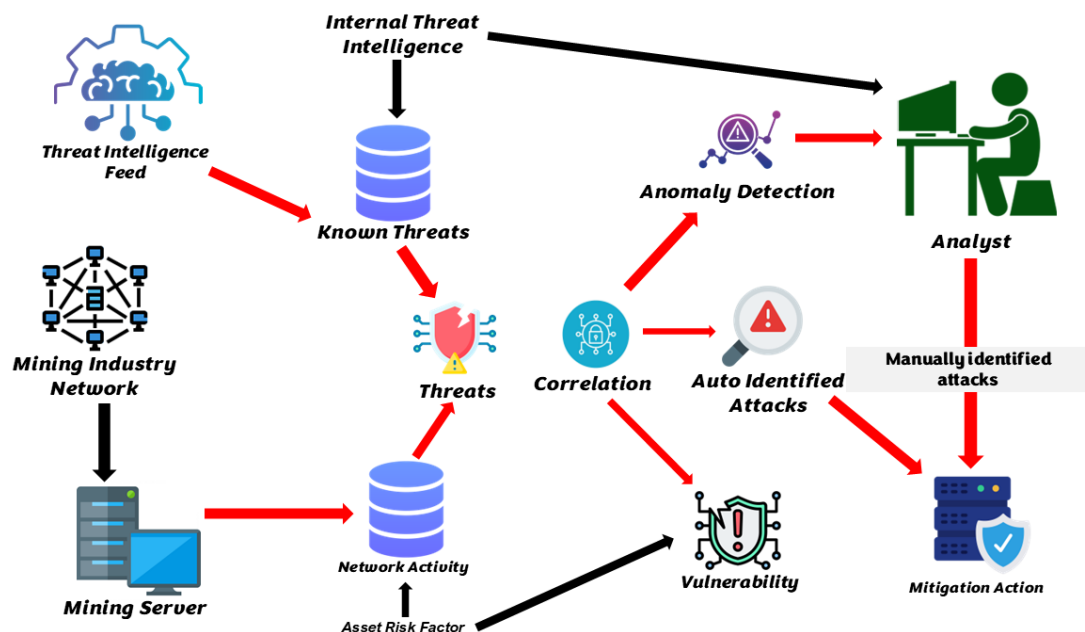 Internal Threat
Intelligence
Threat Intelligence
Feed
Known Threats
Anomaly Detection
Analyst
Mining Industry
Network
Threats
Correlation
Auto Identified
Attacks
Manually identified
attacks
Mining Server
Network Activity
Vulnerability
Mitigation Action
Asset Risk Factor